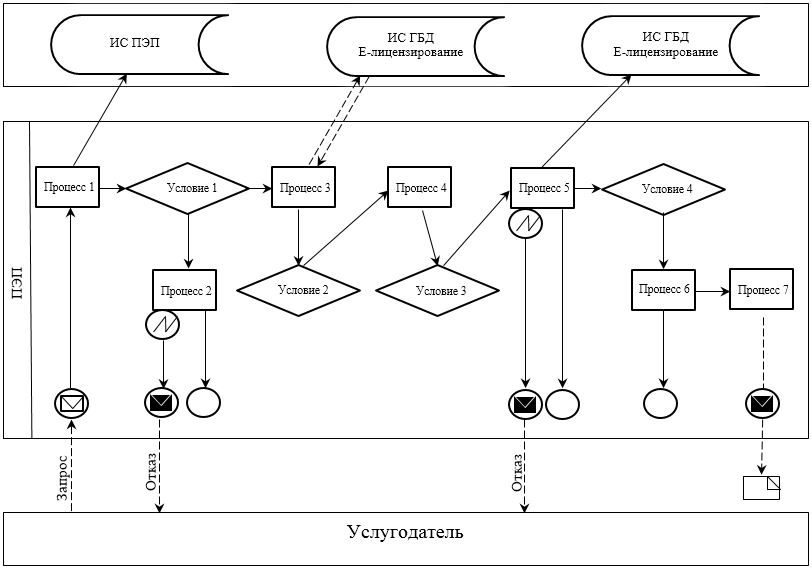 ИС ПЭП
ИС ГБД
Е-лицензирование
ИС ГБД
Е-лицензирование
ПЭП
Процесс 1
Условие 1
Процесс 3
Процесс 4
Процесс 5
Условие 4
Процесс 2
Условие 2
Условие 3
Процесс 6
Процесс 7
Запрос
Отказ
Отказ
Услугодатель